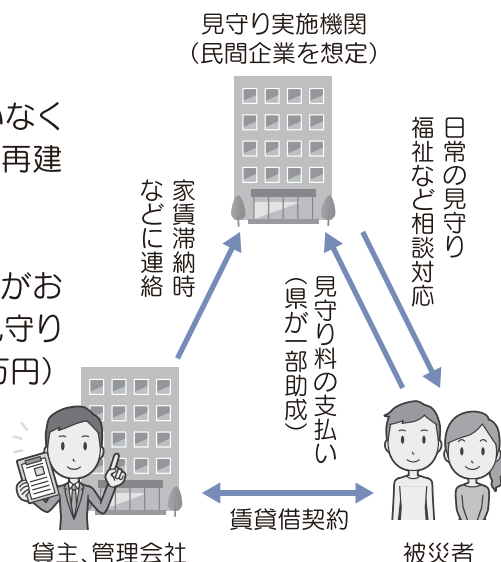 見守り実施機関
（民間企業を想定）
いなく
再建
がお
見守り
万円）
家賃滞納時
などに連絡
見守り料の支払い
（県が一部助成）
日常の見守り
福祉など相談対応
賃貸借契約
貸主、管理会社
被災者